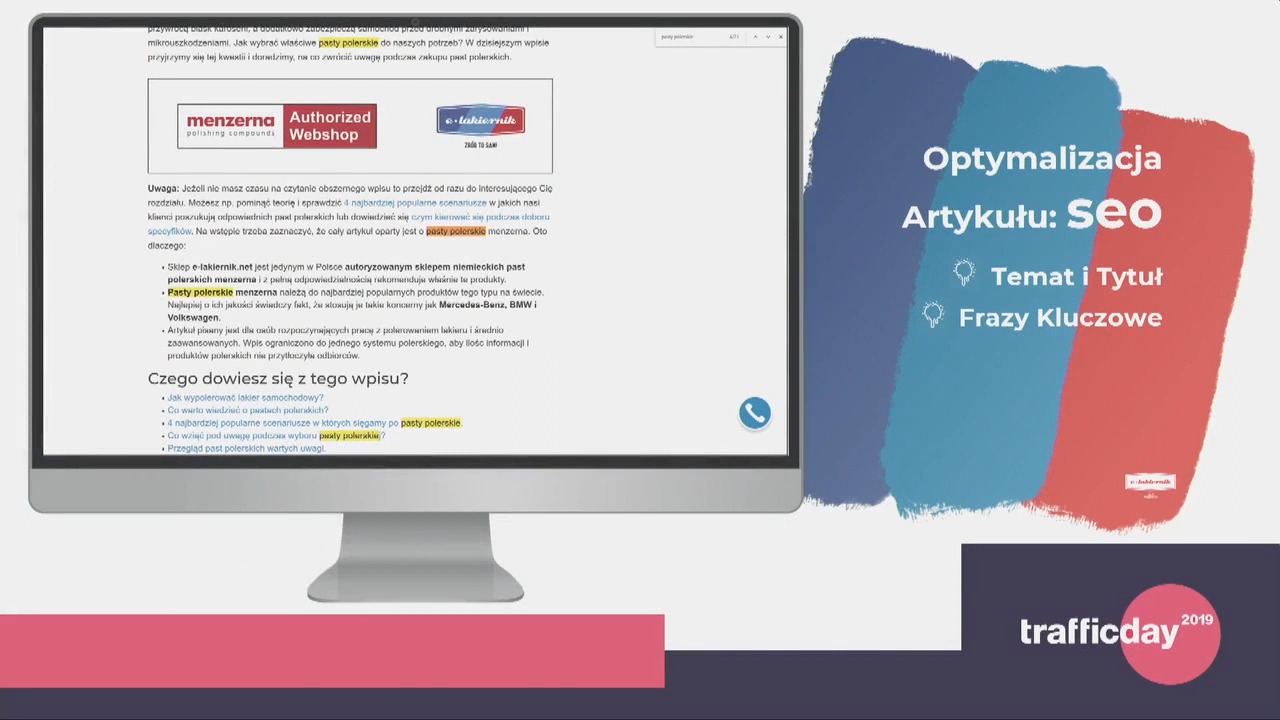 przywrócą blask karoserii, a dodatkowo zabezpieczą samochód przed drobnymi zarysowaniami i
mikrouszkodzeniami. Jak wybrać właściwe pasty polerskie do naszych potrzeb? W dzisiejszym wpisie
przyjrzymy się tej kwestii i doradzimy, na co zwrócić uwagę podczas zakupu past polerskich.
pasty polerskie
menzerna
polishing compounds
Authorized
Webshop
e-lakiernik
ZRÓB TO SAM!
Uwaga: Jeżeli nie masz czasu na czytanie obszernego wpisu to przejdź od razu do interesującego Cię
rozdziału. Możesz np. pominąć teorię i sprawdzić 4 najbardziej popularne scenariusze w jakich nasi
klienci poszukują odpowiednich past polerskich lub dowiedzieć się czym kierować się podczas doboru
specyfików. Na wstępie trzeba zaznaczyć, że cały artykuł oparty jest o pasty polerskie menzerna. Oto
dlaczego:
• Sklep e-lakiernik.net jest jedynym w Polsce autoryzowanym sklepem niemieckich past
polerskich menzerna i z pełną odpowiedzialnością rekomenduje właśnie te produkty.
• Pasty polerskie menzerna należą do najbardziej popularnych produktów tego typu na świecie.
Najlepiej o ich jakości świadczy fakt, że stosują je takie koncerny jak Mercedes-Benz, BMW i
Volkswagen.
• Artykuł pisany jest dla osób rozpoczynających pracę z polerowaniem lakieru i średnio
zaawansowanych. Wpis ograniczono do jednego systemu polerskiego, aby ilość informacji i
produktów polerskich nie przytłoczyła odbiorców.
Czego dowiesz się z tego wpisu?
• Jak wypolerować lakier samochodowy?
• Co warto wiedzieć o pastach polerskich?
• 4 najbardziej popularne scenariusze w których sięgamy po pasty polerskie.
• Co wziąć pod uwagę podczas wyboru pasty polerskiej?
• Przegląd past polerskich wartych uwagi.
Optymalizacja
Artykułu: seo
Temat i Tytuł
Frazy Kluczowe
e-lakiernik
trafficday 2019